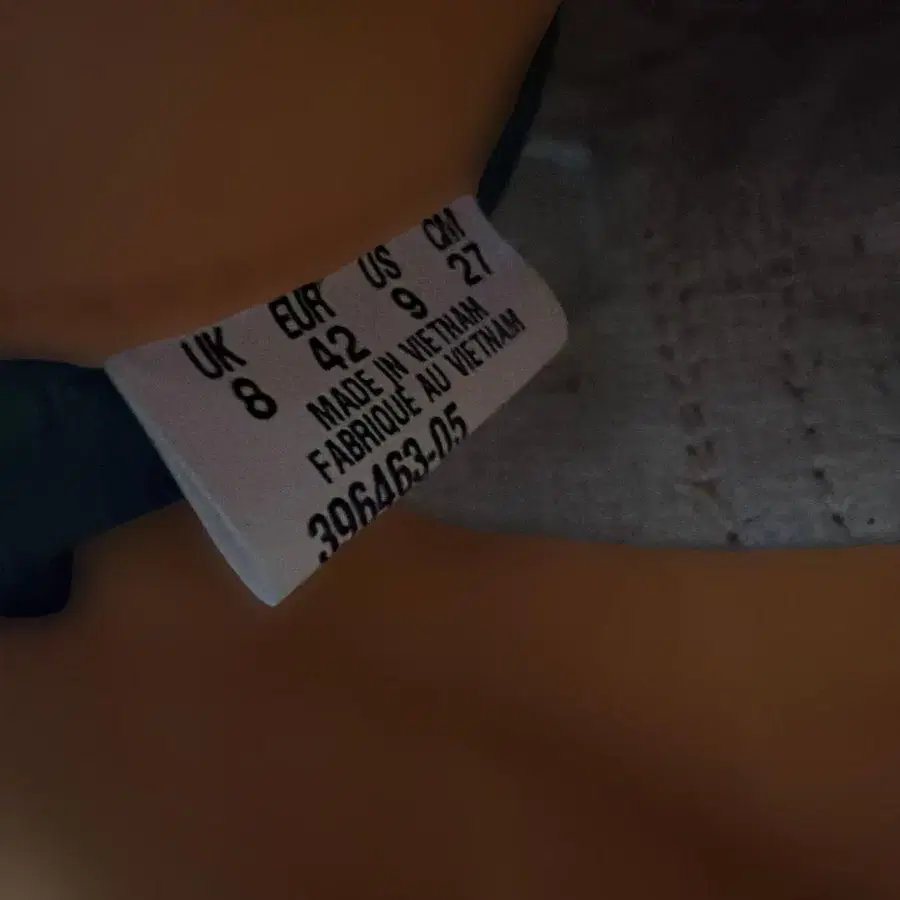 UK EUR US CM
8 42 9 27
MADE IN VIETNAM
FABRIQUE AU VIETNAM
396463-05